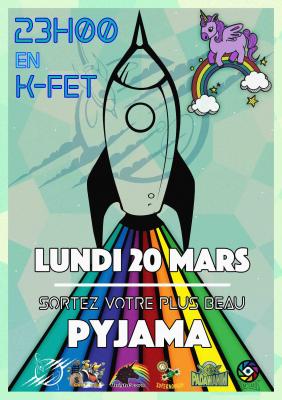 23H00
EN
K-FET
LUNDI 20 MARS
SORTEZ VOTRE PLUS BEAU
PYJAMA